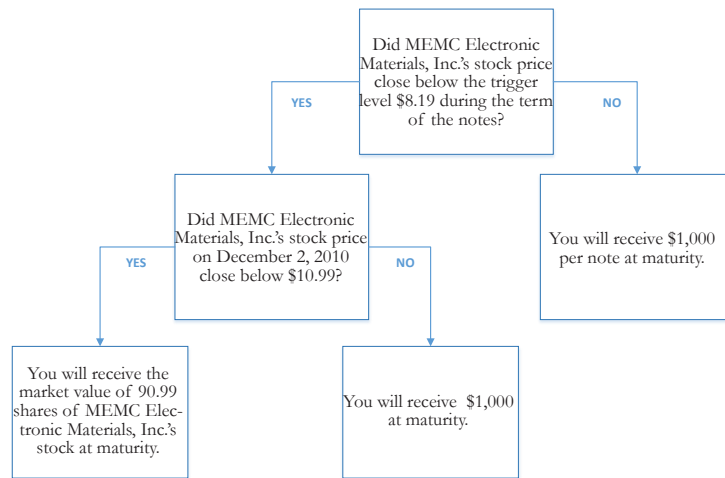 Did MEMC Electronic
Materials, Inc.'s stock price
close below the trigger
level $8.19 during the term
of the notes?
YES
NO
Did MEMC Electronic
Materials, Inc.'s stock price
on December 2, 2010
close below $10.99?
You will receive $1,000
per note at maturity.
YES
NO
You will receive the
market value of 90.99
shares of MEMC Elec-
tronic Materials, Inc.'s
stock at maturity.
You will receive $1,000
at maturity.